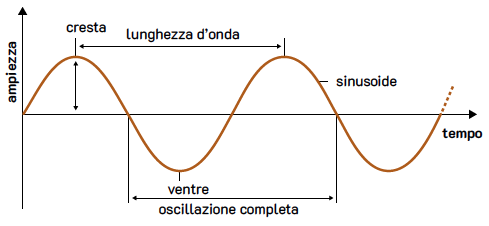 cresta
lunghezza d'onda
ampiezza
sinusoide
tempo
ventre
oscillazione completa